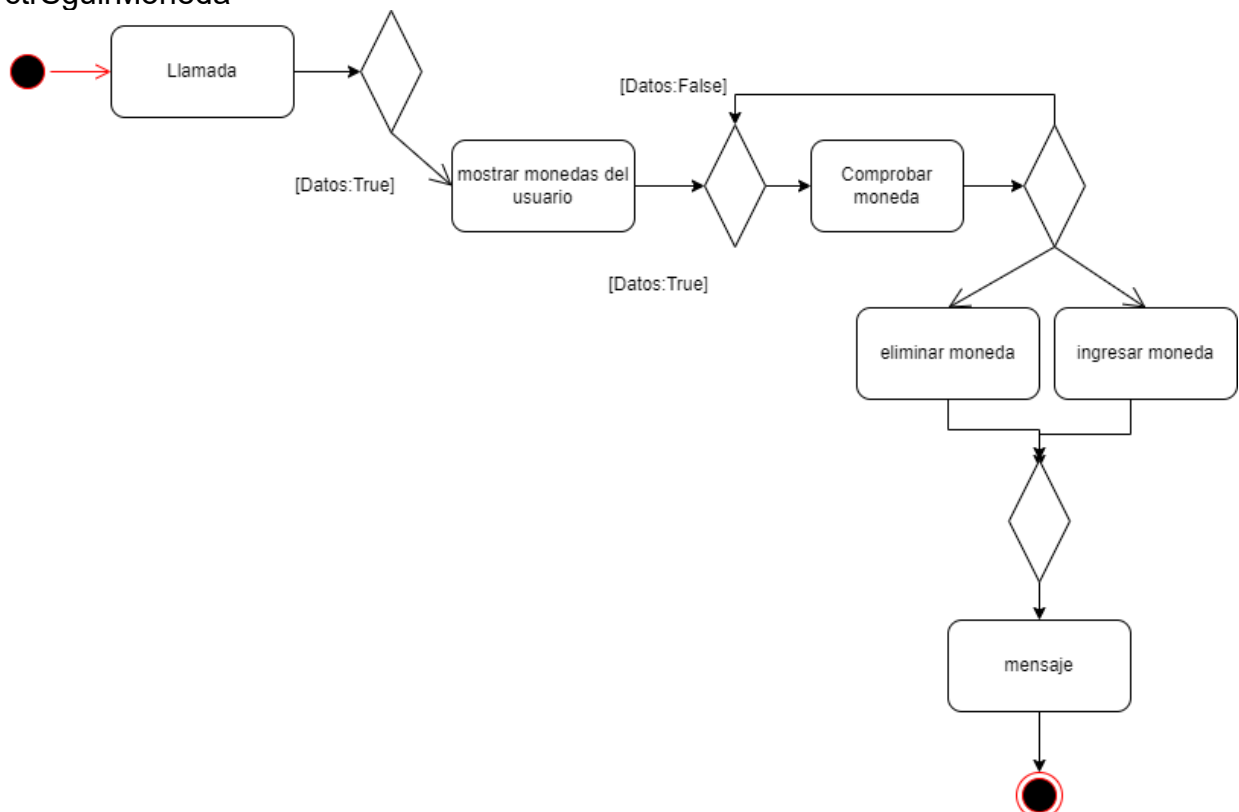 Llamada
[Datos:False]
[Datos:True]
mostrar monedas del
usuario
Comprobar
moneda
[Datos:True]
eliminar moneda
ingresar moneda
mensaje